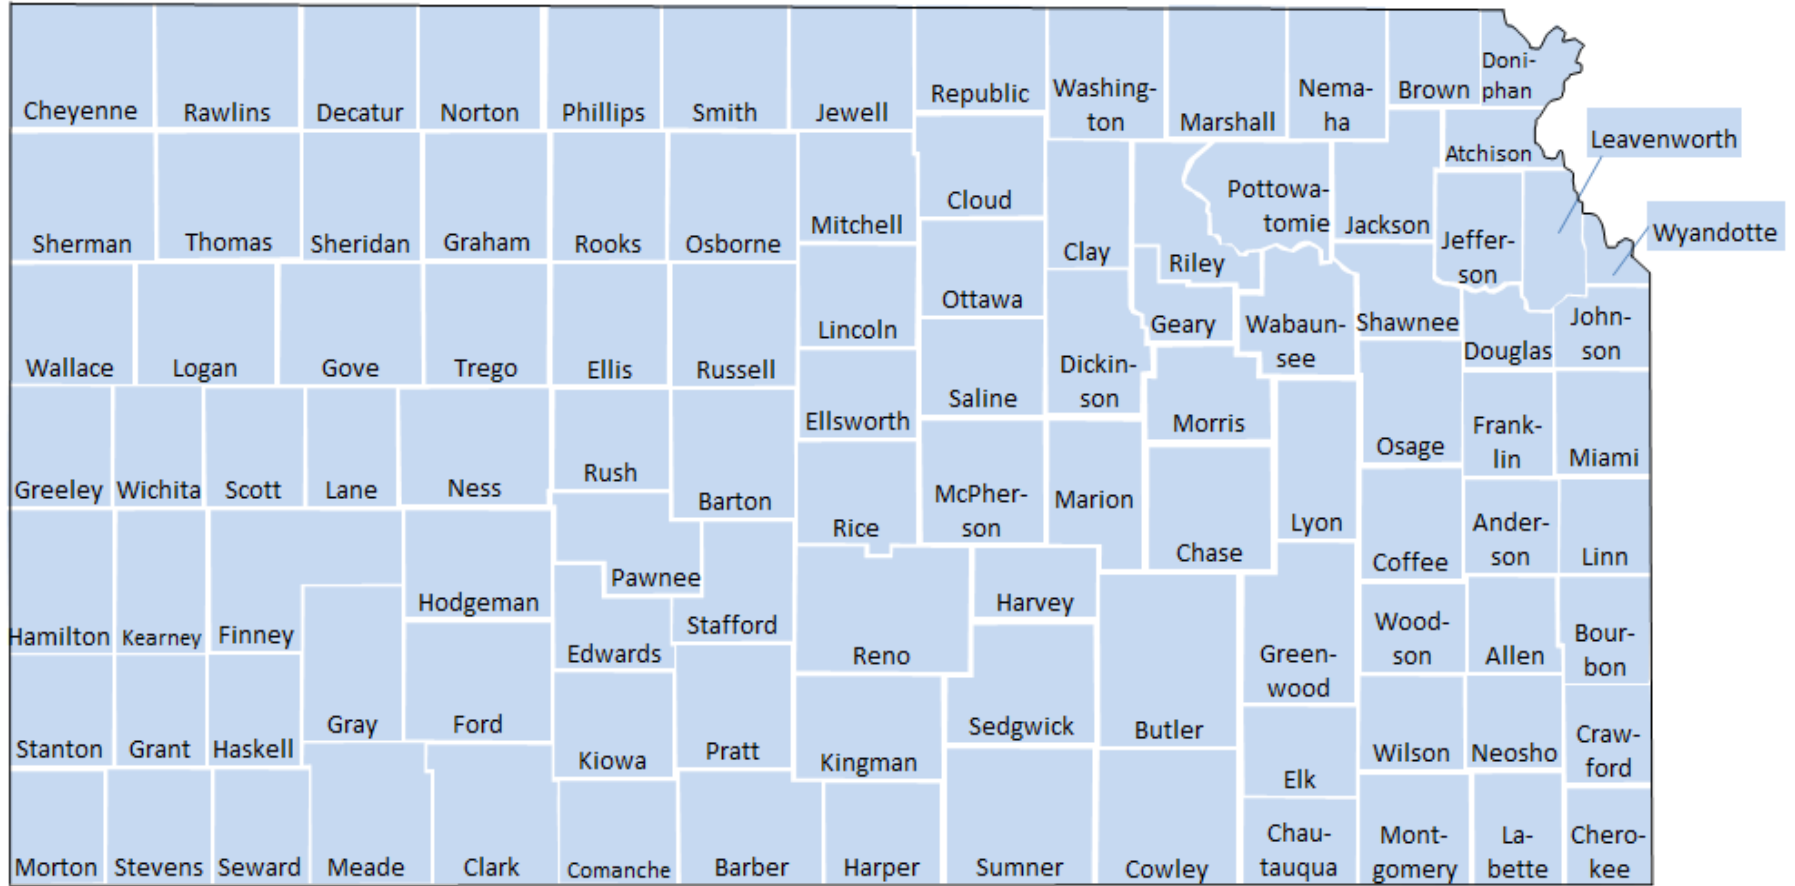 Cheyenne
Rawlins
Decatur
Norton
Phillips
Smith
Jewell
Republic
Washing-
ton
Marshall
Nema-
ha
Brown
Doni-
phan
Leavenworth
Atchison
Sherman
Thomas
Sheridan
Graham
Rooks
Osborne
Mitchell
Cloud
Clay
Riley
Pottowa-
tomie
Jackson
Jeffer-
son
Wyandotte
Wallace
Logan
Gove
Trego
Ellis
Russell
Lincoln
Ottawa
Saline
Dickin-
son
Geary
Wabaun-
see
Shawnee
Douglas
John-
son
Greeley
Wichita
Scott
Lane
Ness
Rush
Barton
Ellsworth
Rice
McPher-
son
Marion
Morris
Chase
Lyon
Osage
Frank-
lin
Miami
Coffee
Ander-
son
Linn
Hamilton
Kearney
Finney
Hodgeman
Pawnee
Edwards
Stafford
Reno
Harvey
Green-
wood
Wood-
son
Allen
Bour-
bon
Stanton
Grant
Haskell
Gray
Ford
Kiowa
Pratt
Kingman
Sedgwick
Butler
Elk
Wilson
Neosho
Craw-
ford
Morton
Stevens
Seward
Meade
Clark
Comanche
Barber
Harper
Sumner
Cowley
Chau-
tauqua
Mont-
gomery
La-
bette
Chero-
kee